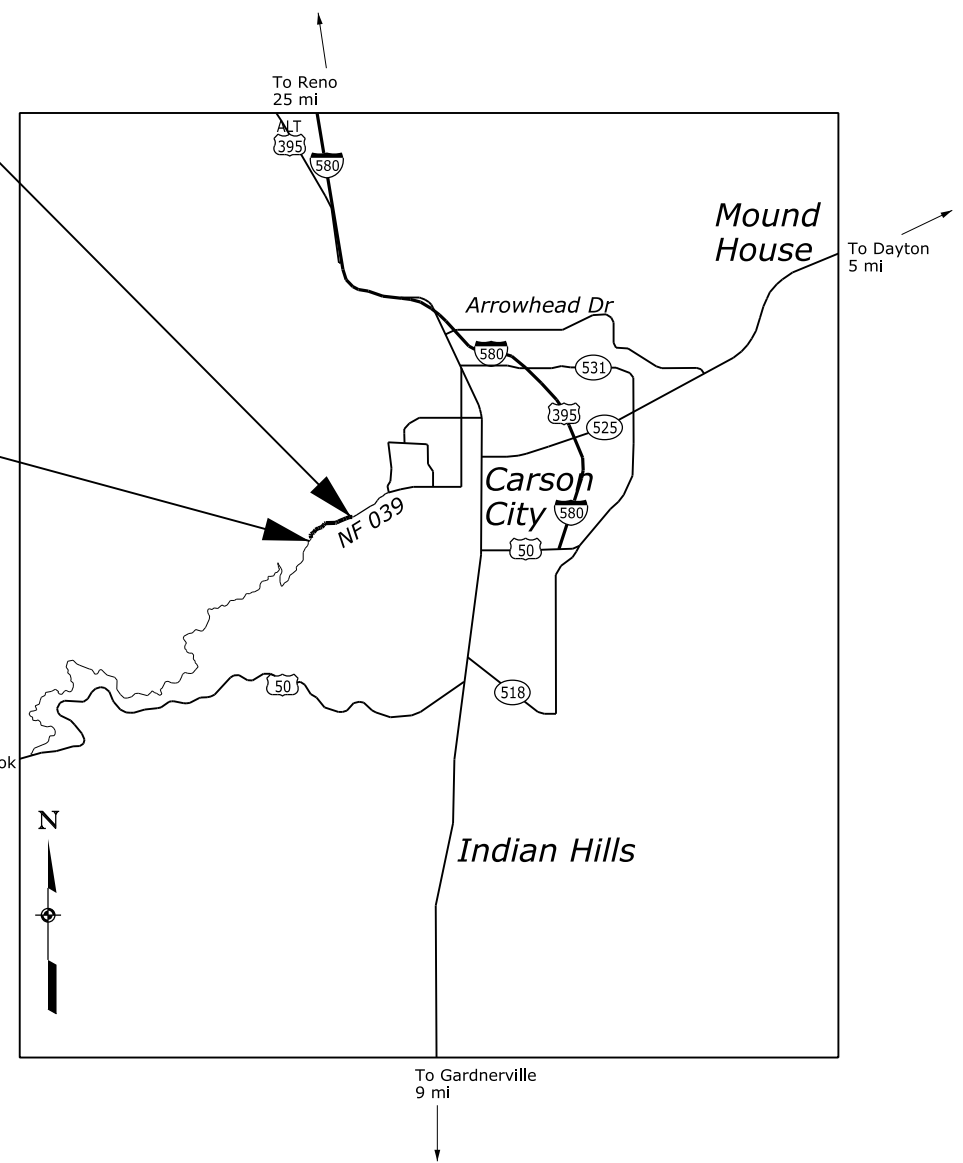 To Reno
25 mi
ALT
395
580
Mound
House
To Dayton
5 mi
Arrowhead Dr
580
531
395
525
Carson
City
580
NF 039
50
50
518
ok
N
Indian Hills
To Gardnerville
9 mi